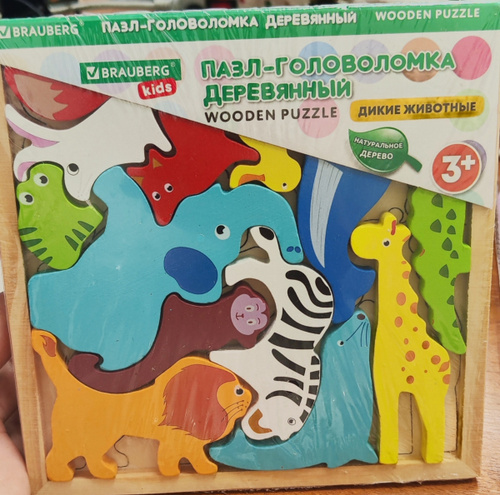 BRAUBERG ПАЗЛ-ГОЛОВОЛОМКА ДЕРЕВЯННЫЙ WOODEN PUZZLE
BRAUBERG
kids
ПАЗЛ-ГОЛОВОЛОМКА
ДЕРЕВЯННЫЙ
WOODEN PUZZLE
ДИКИЕ ЖИВОТНЫЕ
НАТУРАЛЬНОЕ
ДЕРЕВО
3+